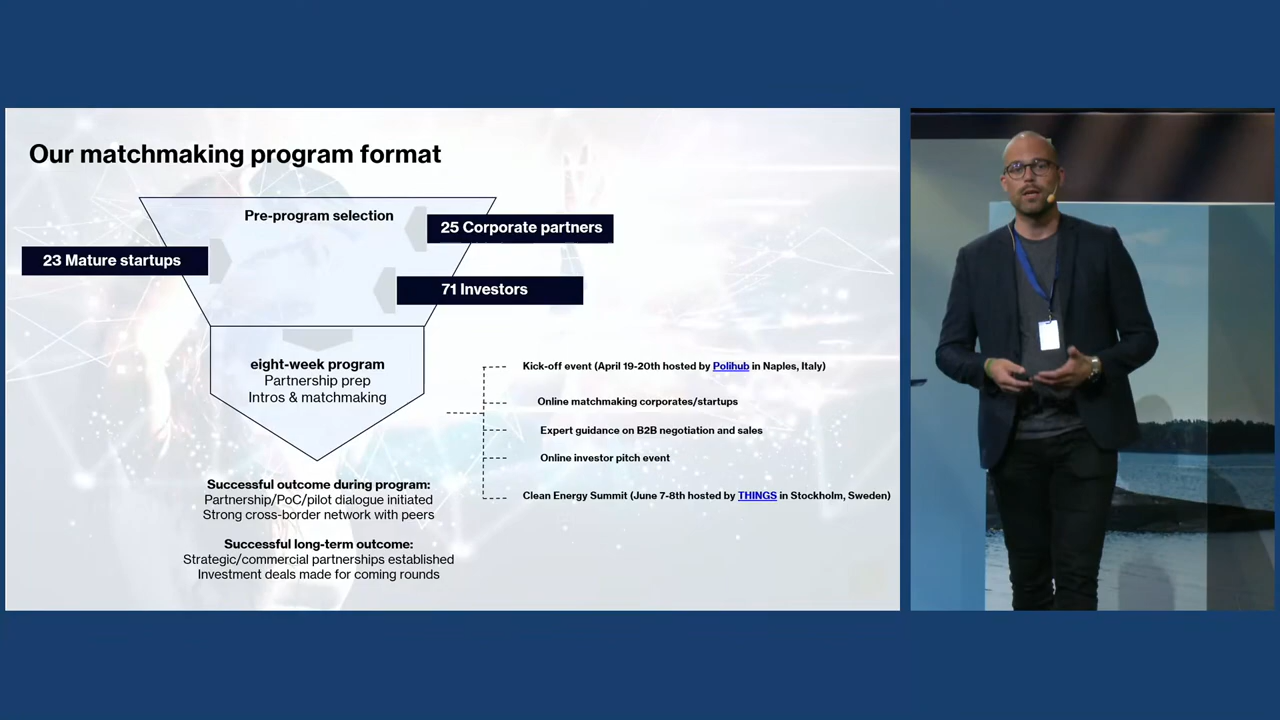 Our matchmaking program format
Pre-program selection
25 Corporate partners
23 Mature startups
71 Investors
eight-week program
Partnership prep
Intros & matchmaking
Kick-off event (April 19-20th hosted by Polihub in Naples, Italy)
Online matchmaking corporates/startups
Expert guidance on B2B negotiation and sales
Online investor pitch event
Clean Energy Summit (June 7-8th hosted by THINGS in Stockholm, Sweden)
Successful outcome during program:
Partnership/PoC/pilot dialogue initiated
Strong cross-border network with peers
Successful long-term outcome:
Strategic/commercial partnerships established
Investment deals made for coming rounds